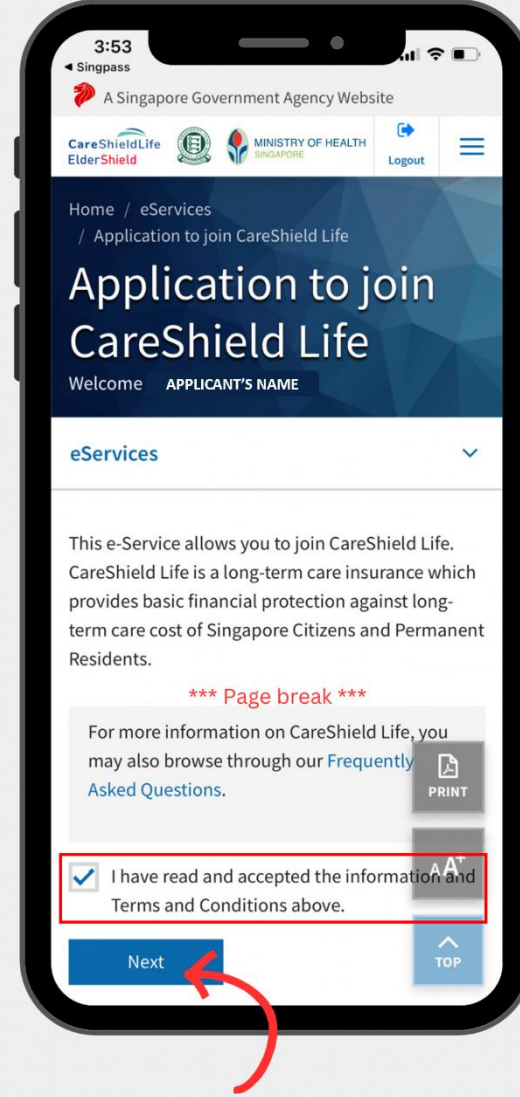 3:53
◄ Singpass
A Singapore Government Agency Website
CareShieldLife
ElderShield
MINISTRY OF HEALTH
SINGAPORE
Logout
Home / eServices
/ Application to join CareShield Life
Application to join
CareShield Life
Welcome APPLICANT'S NAME
eServices
This e-Service allows you to join CareShield Life.
CareShield Life is a long-term care insurance which
provides basic financial protection against long-
term care cost of Singapore Citizens and Permanent
Residents.
*** Page break ***
For more information on CareShield Life, you
may also browse through our Frequently
Asked Questions.
PRINT
I have read and accepted the information and
Terms and Conditions above.
AA+
Next
TOP